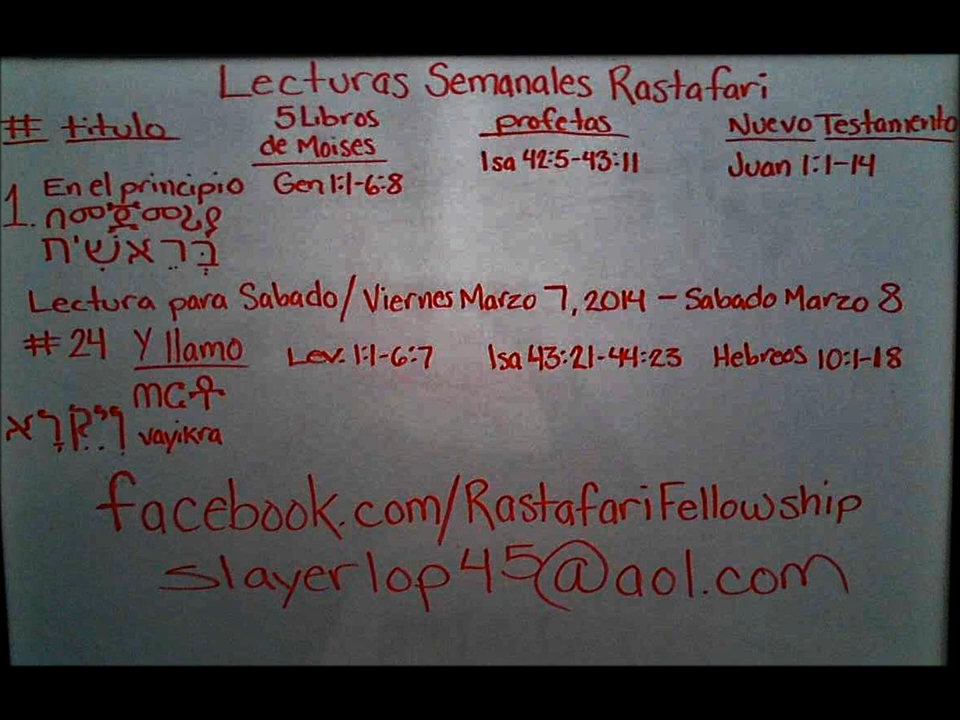 Lecturas Semanales Rastafari
# titulo 5 Libros de Moises profetas Nuevo Testamento
1. En el principio Gen 1:1-6:8 Isa 42:5-43:11 Juan 1:1-14
በመጀመሪያ
בְּרֵאשִׁית
Lectura para Sabado/Viernes Marzo 7, 2014 - Sabado Marzo 8
#24 Y llamo Lev. 1:1-6:7 Isa 43:21-44:23 Hebreos 10:1-18
וַיִּקְרָא vayikra
facebook.com/RastafariFellowship
slayerlop45@aol.com